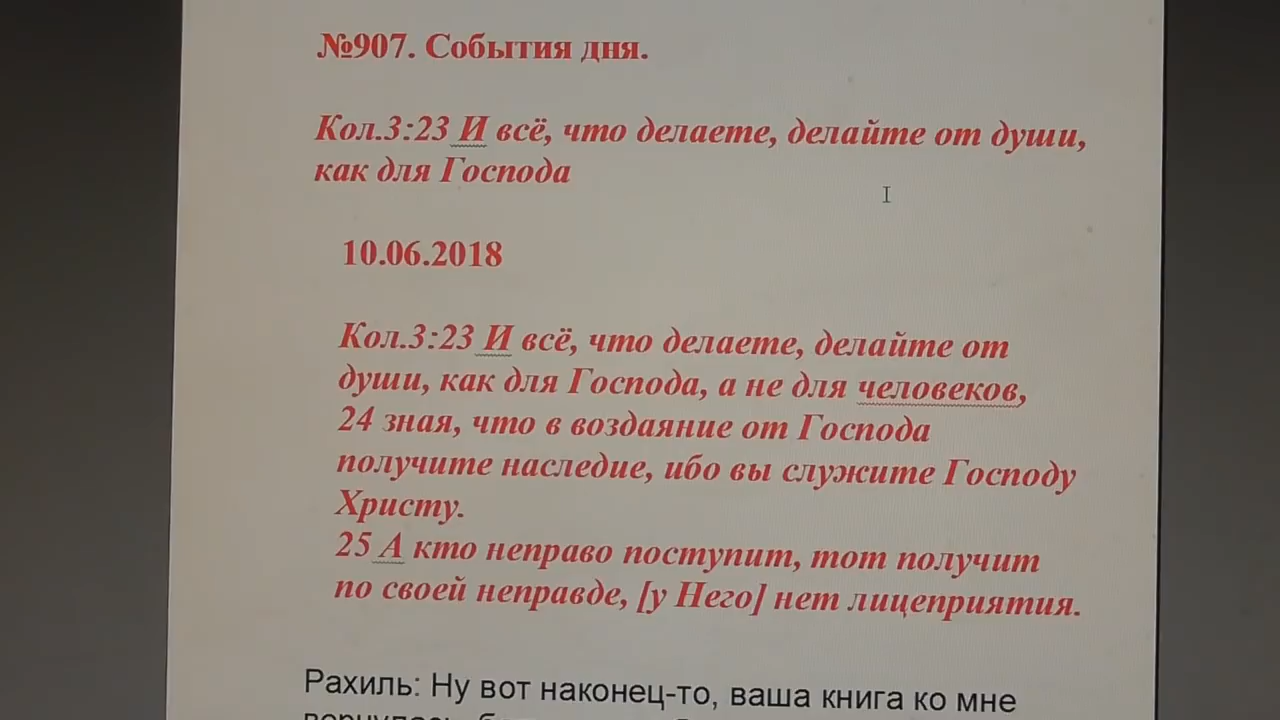 №907. События дня.
Кол.3:23 И всё, что делаете, делайте от души,
как для Господа
10.06.2018
Кол.3:23 И всё, что делаете, делайте от
души, как для Господа, а не для человеков,
24 зная, что в воздаяние от Господа
получите наследие, ибо вы служите Господу
Христу.
25 А кто неправо поступит, тот получит
по своей неправде, [у Него] нет лицеприятия.
Рахиль: Ну вот наконец-то, ваша книга ко мне